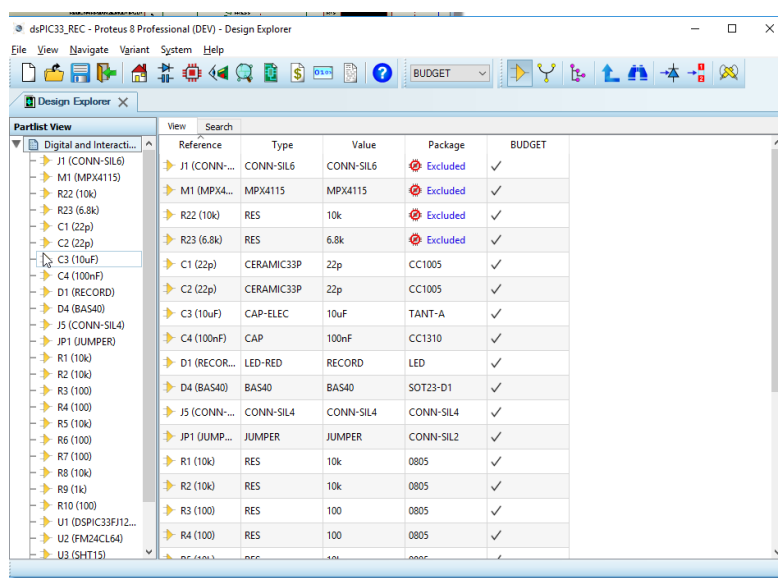 dsPIC33_REC - Proteus 8 Professional (DEV) - Design Explorer
File View Navigate Variant System Help
BUDGET
Design Explorer
Partlist View
View Search
Digital and Interacti...
J1 (CONN-SIL6)
M1 (MPX4115)
R22 (10k)
R23 (6.8k)
C1 (22p)
C2 (22p)
C3 (10uF)
C4 (100nF)
D1 (RECORD)
D4 (BAS40)
J5 (CONN-SIL4)
JP1 (JUMPER)
R1 (10k)
R2 (10k)
R3 (100)
R4 (100)
R5 (10k)
R6 (100)
R7 (100)
R8 (10k)
R9 (1k)
R10 (100)
U1 (DSPIC33FJ12...
U2 (FM24CL64)
U3 (SHT15)
Reference Type Value Package BUDGET
J1 (CONN-... CONN-SIL6 CONN-SIL6 Excluded
M1 (MPX4... MPX4115 MPX4115 Excluded
R22 (10k) RES 10k Excluded
R23 (6.8k) RES 6.8k Excluded
C1 (22p) CERAMIC33P 22p CC1005
C2 (22p) CERAMIC33P 22p CC1005
C3 (10uF) CAP-ELEC 10uF TANT-A
C4 (100nF) CAP 100nF CC1310
D1 (RECOR... LED-RED RECORD LED
D4 (BAS40) BAS40 BAS40 SOT23-D1
J5 (CONN-... CONN-SIL4 CONN-SIL4 CONN-SIL4
JP1 (JUMP... JUMPER JUMPER CONN-SIL2
R1 (10k) RES 10k 0805
R2 (10k) RES 10k 0805
R3 (100) RES 100 0805
R4 (100) RES 100 0805